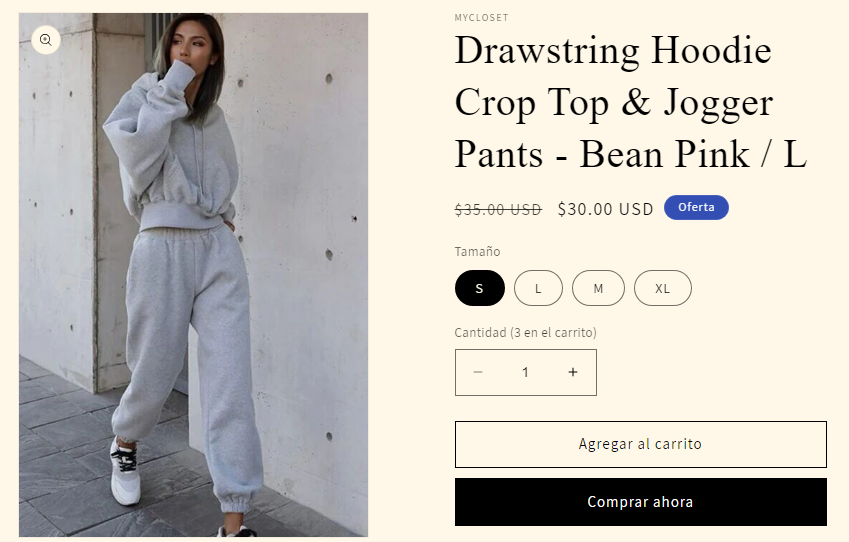 MYCLOSET
Drawstring Hoodie
Crop Top & Jogger
Pants - Bean Pink / L
$35.00 USD $30.00 USD Oferta
Tamaño
S L M XL
Cantidad (3 en el carrito)
− 1 +
Agregar al carrito
Comprar ahora